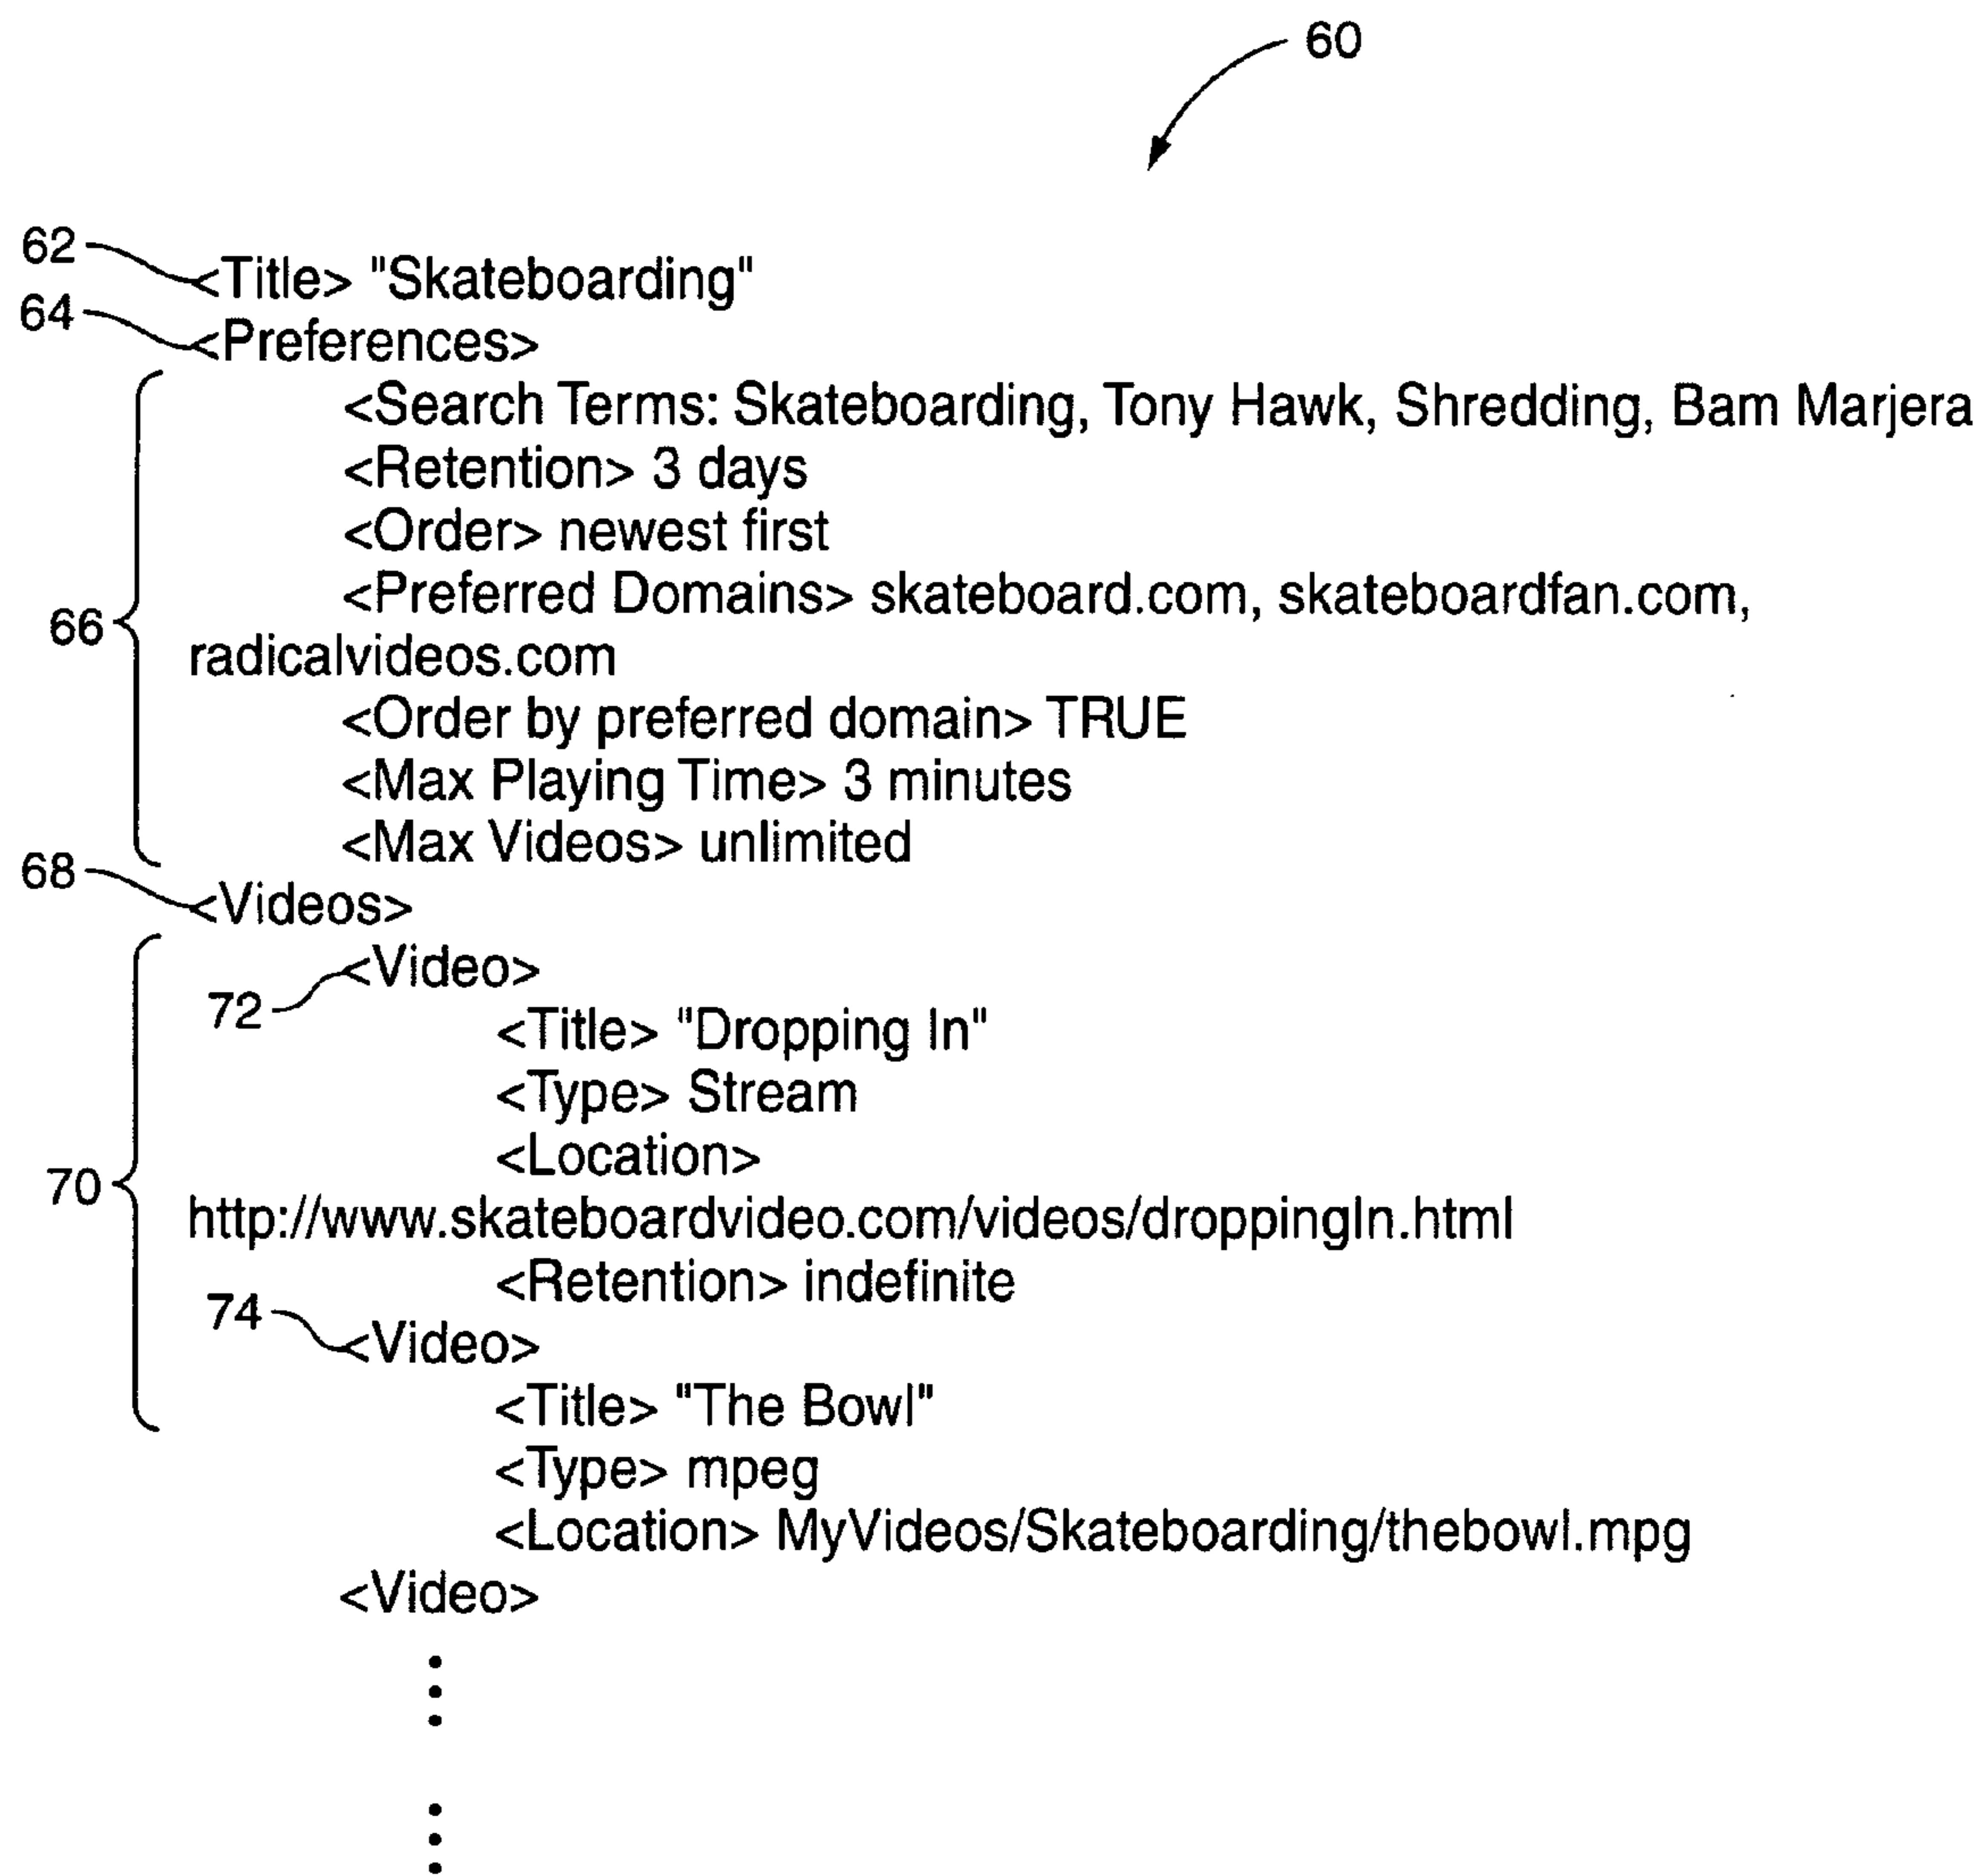 60
62
<Title> "Skateboarding"
64
<Preferences>
<Search Terms: Skateboarding, Tony Hawk, Shredding, Bam Marjera
<Retention> 3 days
<Order> newest first
<Preferred Domains> skateboard.com, skateboardfan.com,
66
radicalvideos.com
<Order by preferred domain> TRUE
<Max Playing Time> 3 minutes
<Max Videos> unlimited
68
<Videos>
<Video>
72
<Title> "Dropping In"
<Type> Stream
<Location>
70
http://www.skateboardvideo.com/videos/droppingIn.html
<Retention> indefinite
74
<Video>
<Title> "The Bowl"
<Type> mpeg
<Location> MyVideos/Skateboarding/thebowl.mpg
<Video>